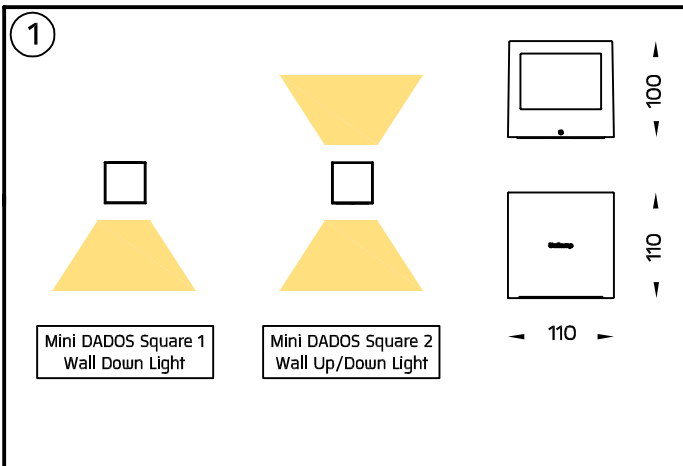 1
100
110
110
Mini DADOS Square 1
Wall Down Light
Mini DADOS Square 2
Wall Up/Down Light